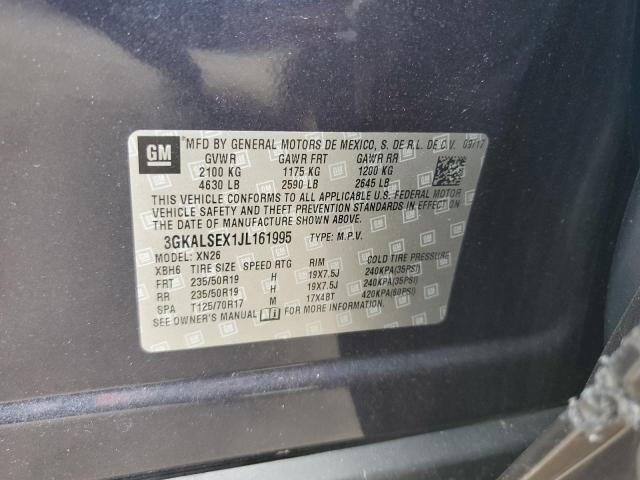 GM
MFD BY GENERAL MOTORS DE MEXICO, S. DE R.L. DE C.V. 09/17
GVWR GAWR FRT GAWR RR
2100 KG 1175 KG 1200 KG
4630 LB 2590 LB 2645 LB
THIS VEHICLE CONFORMS TO ALL APPLICABLE U.S. FEDERAL MOTOR
VEHICLE SAFETY AND THEFT PREVENTION STANDARDS IN EFFECT ON
THE DATE OF MANUFACTURE SHOWN ABOVE.
3GKALSEX1JL161995 TYPE: M.P.V.
MODEL: XN26
XBH6 TIRE SIZE SPEED RTG RIM COLD TIRE PRESSURE
FRT 235/50R19 H 19X7.5J 240KPA(35PSI)
RR 235/50R19 H 19X7.5J 240KPA(35PSI)
SPA T125/70R17 M 17X4BT 420KPA(60PSI)
SEE OWNER'S MANUAL FOR MORE INFORMATION.